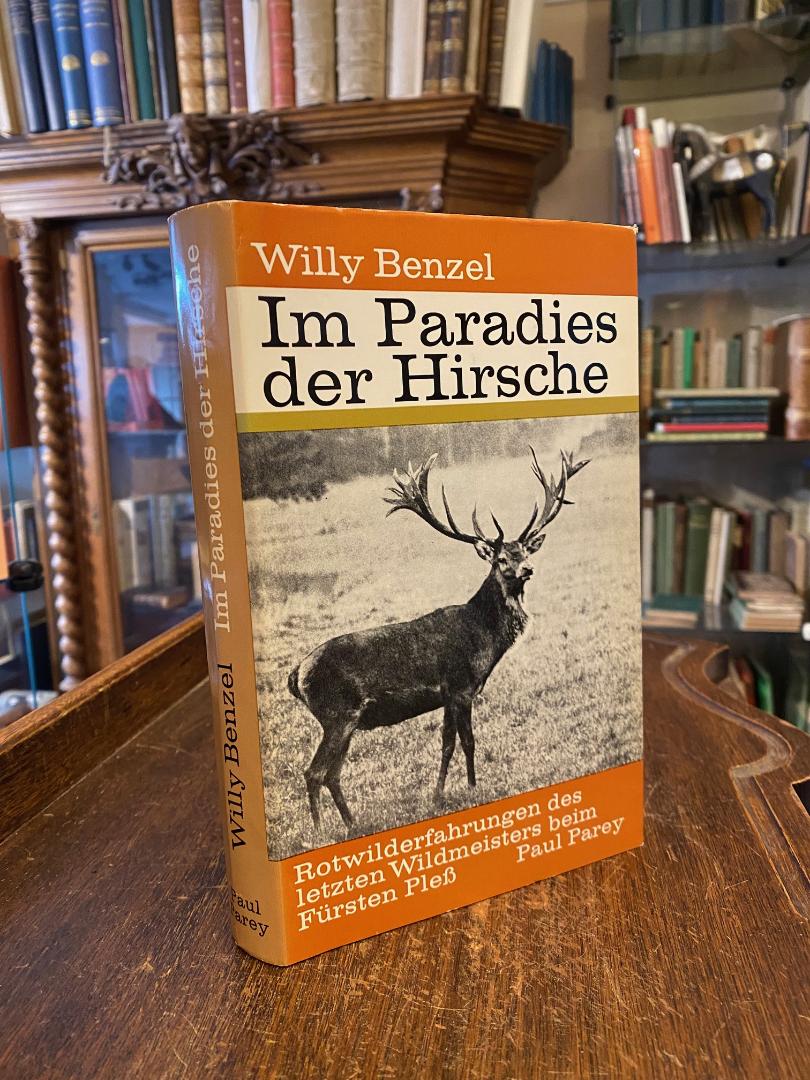 Willy Benzel
Im Paradies
der Hirsche
Rotwilderfahrungen des
letzten Wildmeisters beim
Fürsten Pleß
Paul Parey
Willy Benzel Im Paradies der Hirsche
Paul
Parey